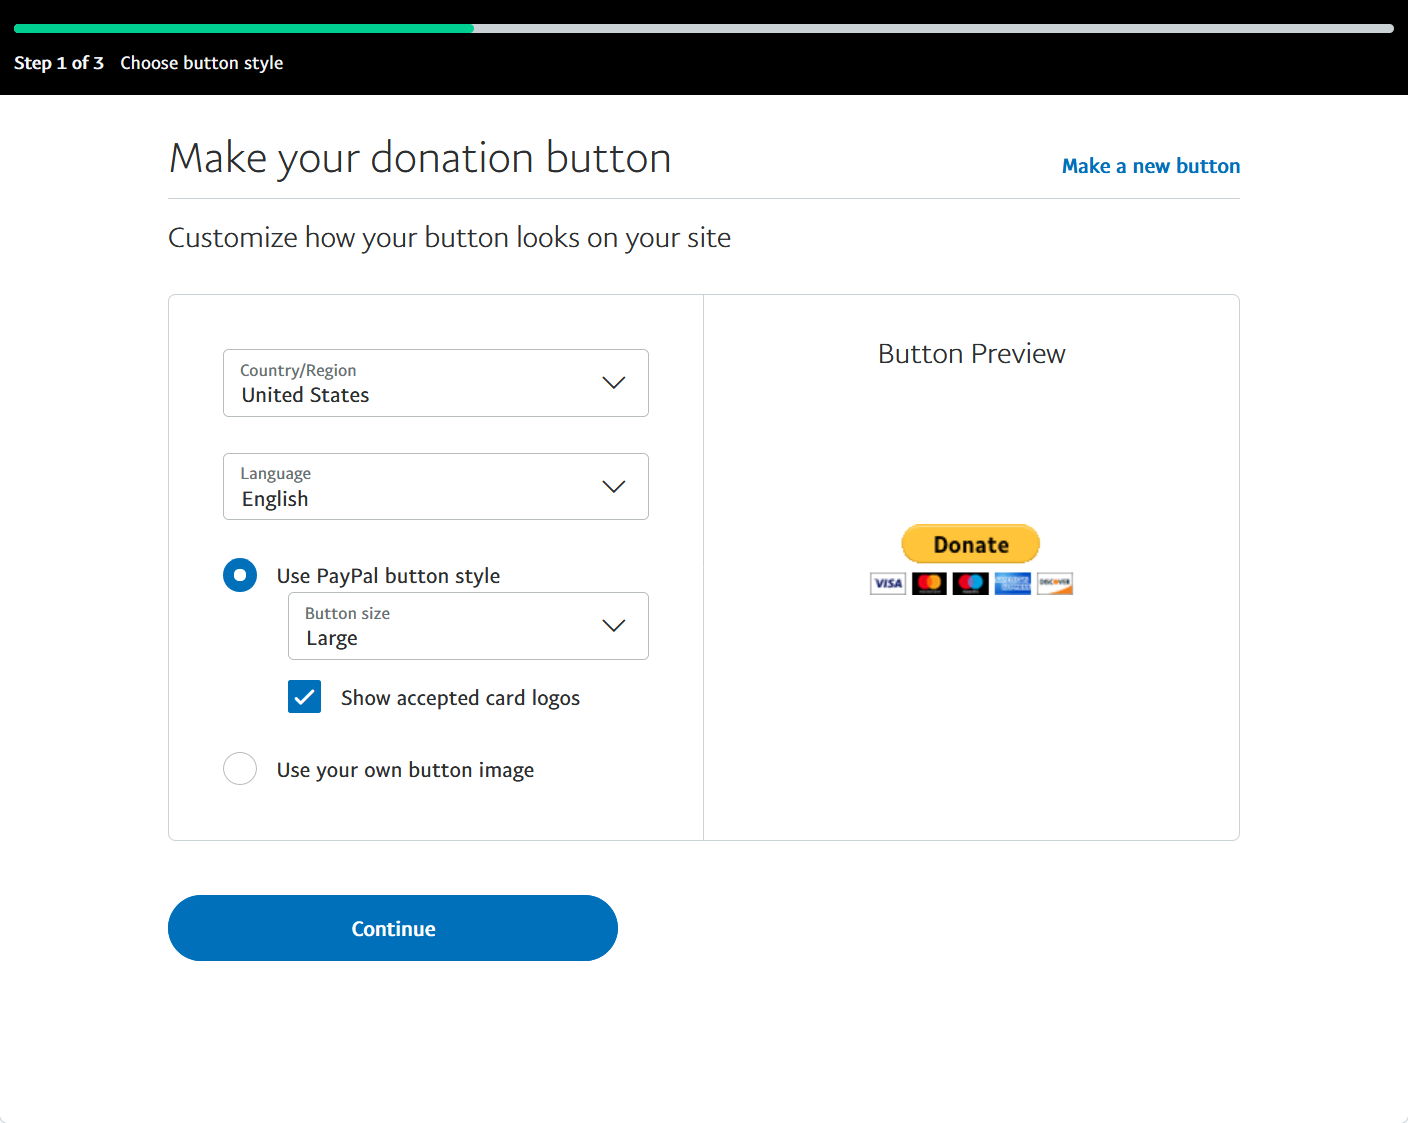 Step 1 of 3 Choose button style
Make your donation button
Make a new button
Customize how your button looks on your site
Country/Region
United States
Language
English
Use PayPal button style
Button size
Large
Show accepted card logos
Use your own button image
Button Preview
Donate
VISA
AMERICAN EXPRESS
DISCOVER
Continue